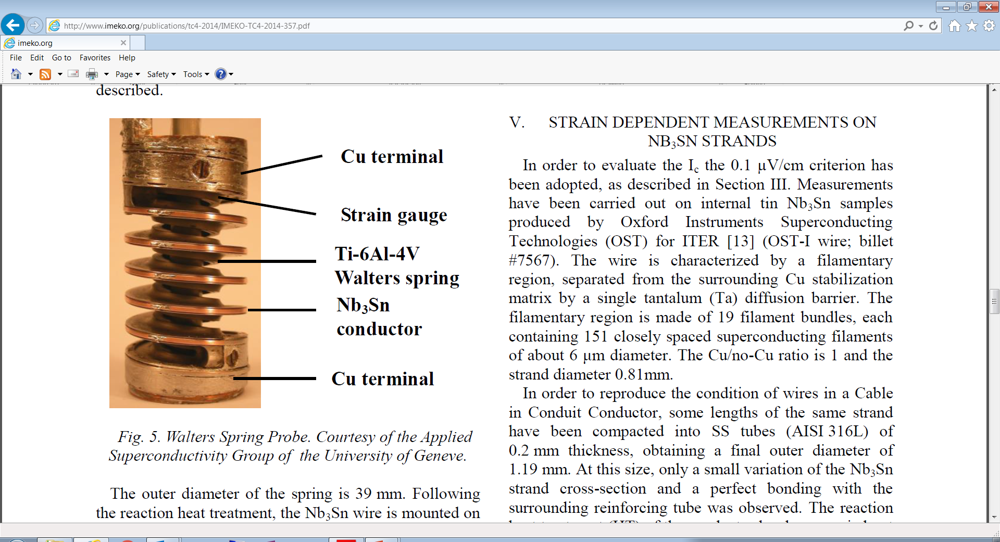 http://www.imeko.org/publications/tc4-2014/IMEKO-TC4-2014-357.pdf
imeko.org
File Edit Go to Favorites Help
Page Safety Tools
described.
Cu terminal
Strain gauge
Ti-6Al-4V
Walters spring
Nb₃Sn
conductor
Cu terminal
Fig. 5. Walters Spring Probe. Courtesy of the Applied
Superconductivity Group of the University of Geneve.
The outer diameter of the spring is 39 mm. Following
the reaction heat treatment, the Nb₃Sn wire is mounted on
V. STRAIN DEPENDENT MEASUREMENTS ON
NB₃SN STRANDS
In order to evaluate the Ic the 0.1 µV/cm criterion has
been adopted, as described in Section III. Measurements
have been carried out on internal tin Nb₃Sn samples
produced by Oxford Instruments Superconducting
Technologies (OST) for ITER [13] (OST-I wire; billet
#7567). The wire is characterized by a filamentary
region, separated from the surrounding Cu stabilization
matrix by a single tantalum (Ta) diffusion barrier. The
filamentary region is made of 19 filament bundles, each
containing 151 closely spaced superconducting filaments
of about 6 µm diameter. The Cu/no-Cu ratio is 1 and the
strand diameter 0.81mm.
In order to reproduce the condition of wires in a Cable
in Conduit Conductor, some lengths of the same strand
have been compacted into SS tubes (AISI 316L) of
0.2 mm thickness, obtaining a final outer diameter of
1.19 mm. At this size, only a small variation of the Nb₃Sn
strand cross-section and a perfect bonding with the
surrounding reinforcing tube was observed. The reaction